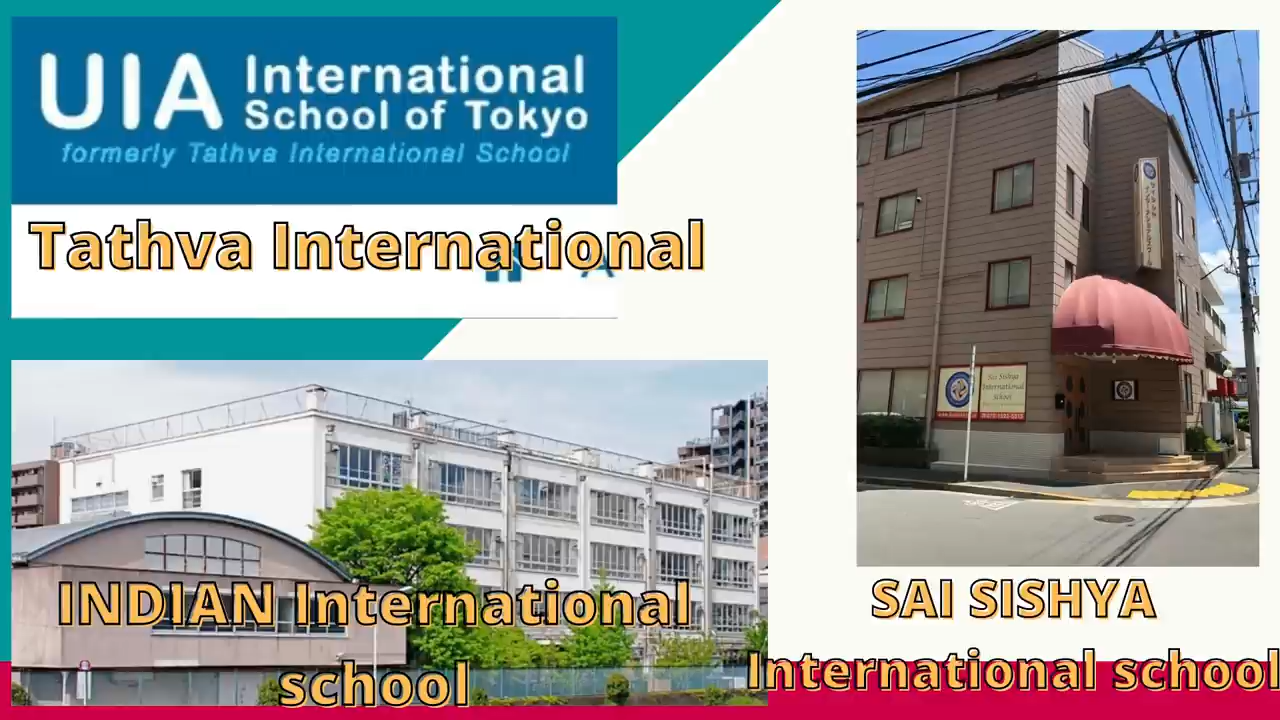 UIA International
School of Tokyo
formerly Tathva International School
Tathva International
INDIAN International
school
Sai Sishya
International
School
SAI SISHYA
International school